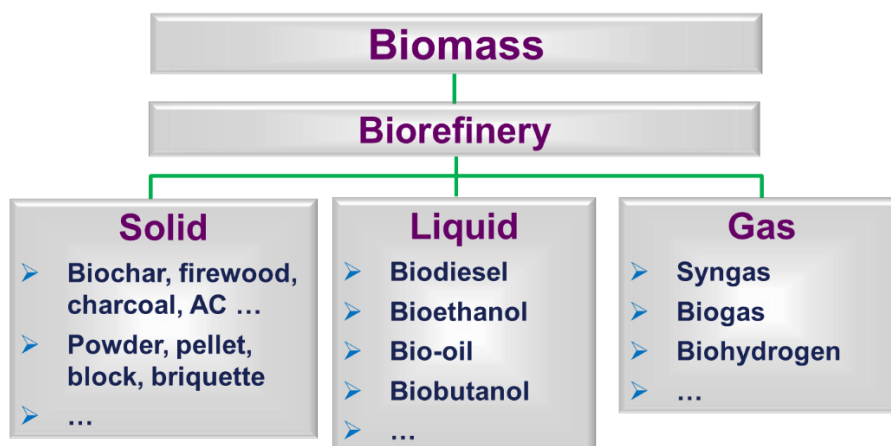 Biomass
Biorefinery
Solid
Biochar, firewood,
charcoal, AC …
Powder, pellet,
block, briquette
…
Liquid
Biodiesel
Bioethanol
Bio-oil
Biobutanol
…
Gas
Syngas
Biogas
Biohydrogen
…